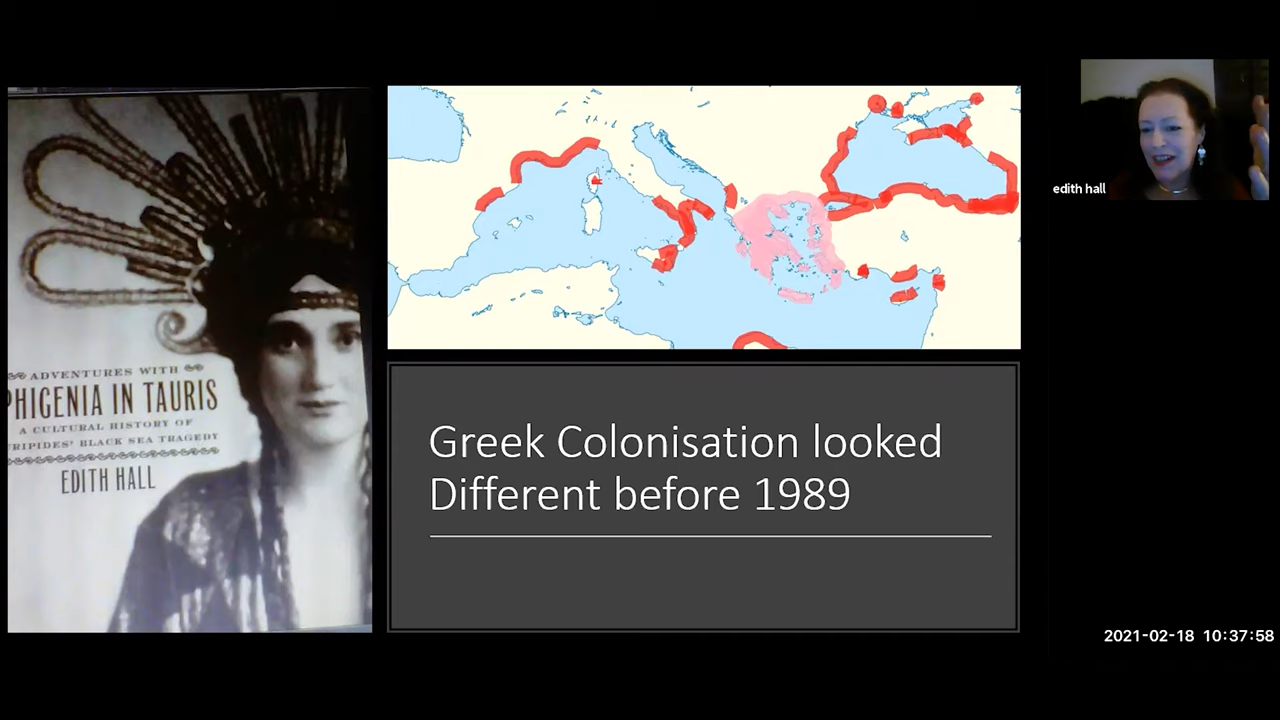 ADVENTURES WITH
PHIGENIA IN TAURIS
A CULTURAL HISTORY OF
RIPIDES' BLACK SEA TRAGEDY
EDITH HALL
Greek Colonisation looked
Different before 1989
edith hall
2021-02-18 10:37:58